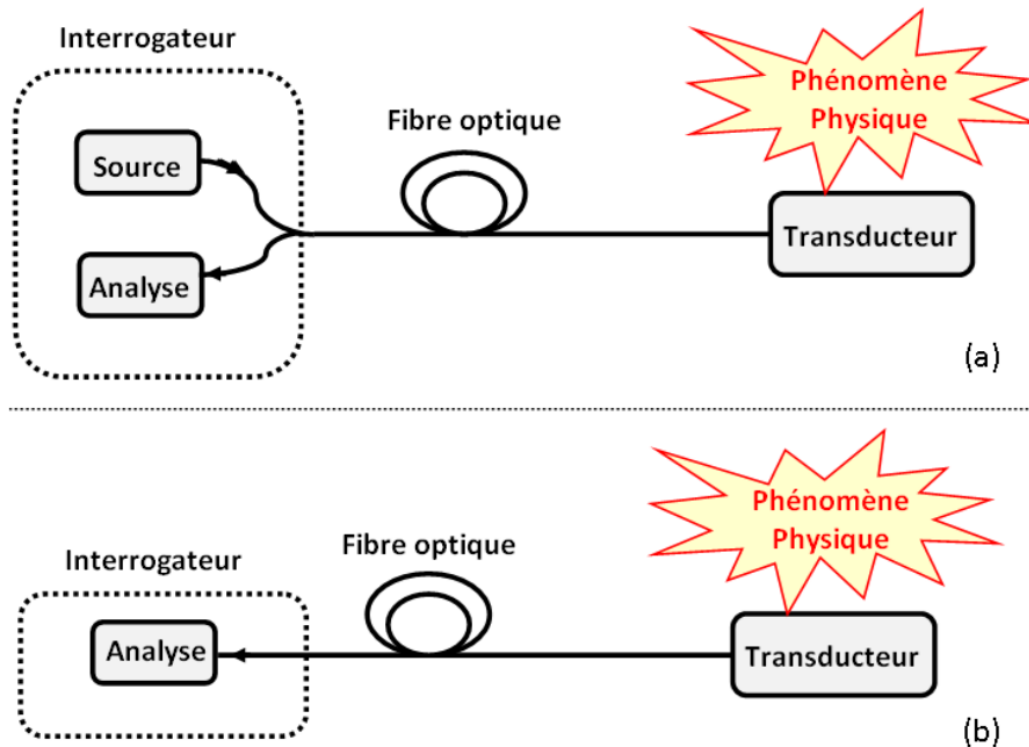 Interrogateur
Phénomène
Physique
Fibre optique
Source
Transducteur
Analyse
(a)
Phénomène
Physique
Fibre optique
Interrogateur
Analyse
Transducteur
(b)